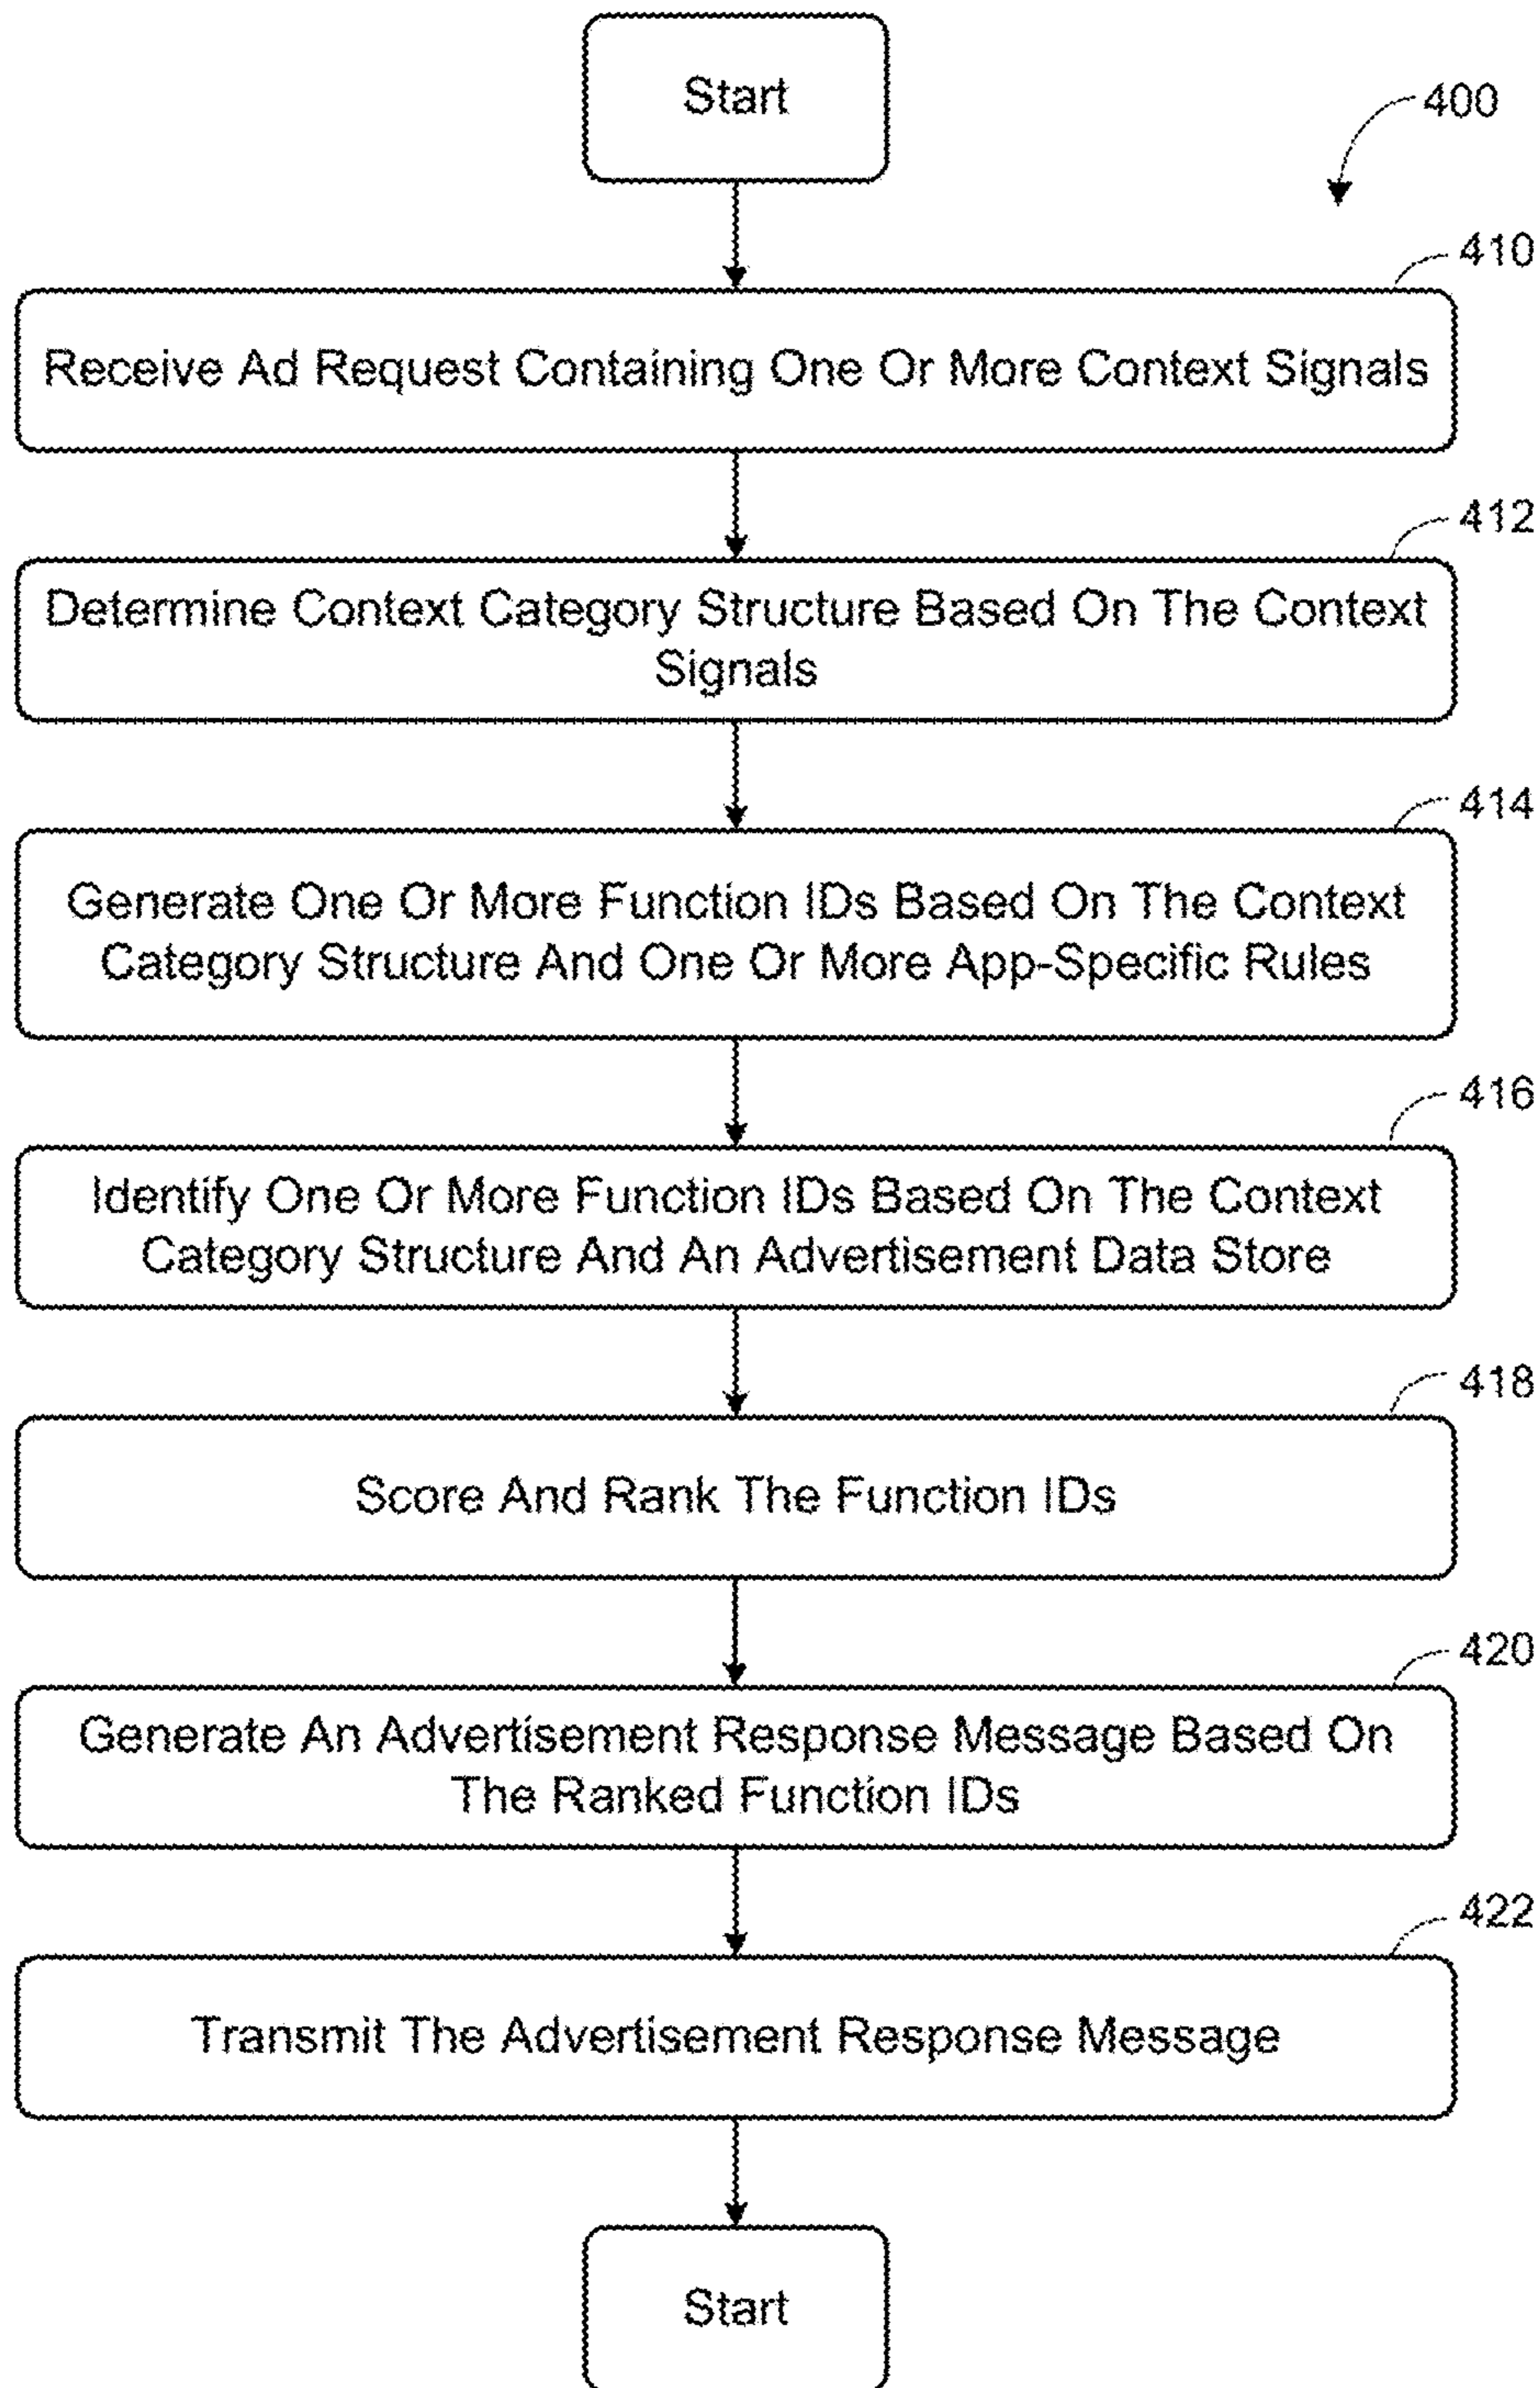 Start
400
410
Receive Ad Request Containing One Or More Context Signals
412
Determine Context Category Structure Based On The Context
Signals
414
Generate One Or More Function IDs Based On The Context
Category Structure And One Or More App-Specific Rules
416
Identify One Or More Function IDs Based On The Context
Category Structure And An Advertisement Data Store
418
Score And Rank The Function IDs
420
Generate An Advertisement Response Message Based On
The Ranked Function IDs
422
Transmit The Advertisement Response Message
Start